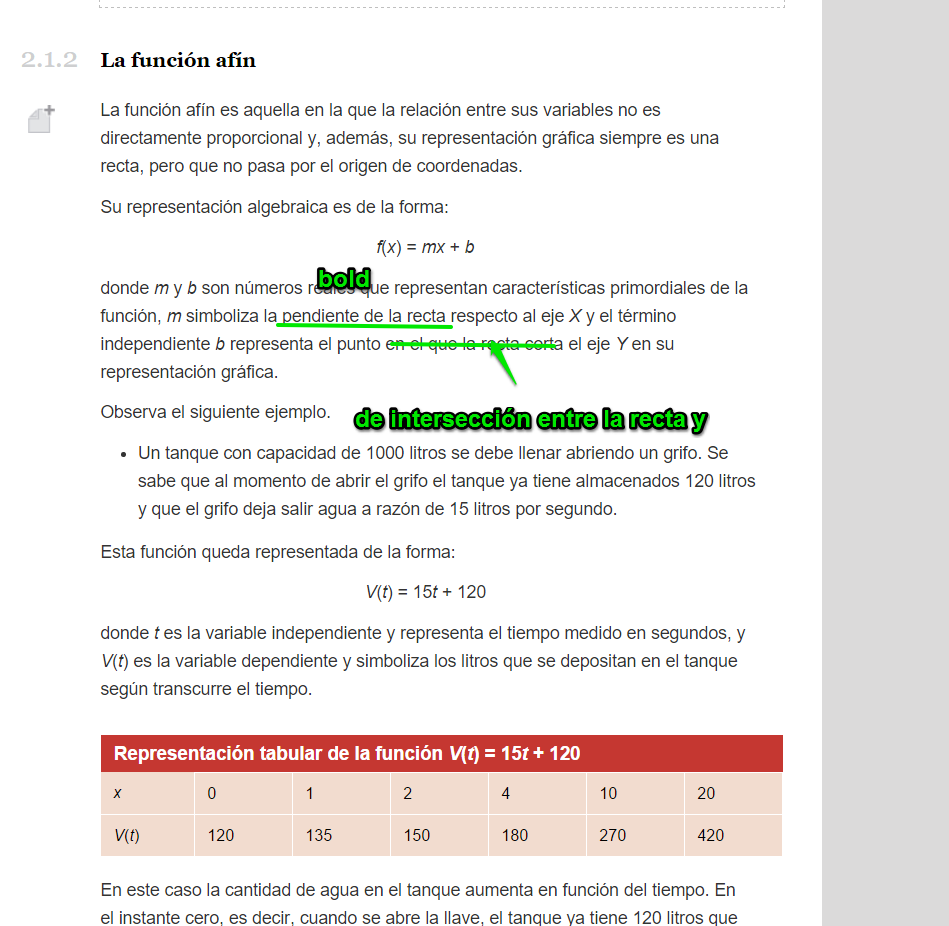 2.1.2 La función afín
La función afín es aquella en la que la relación entre sus variables no es
directamente proporcional y, además, su representación gráfica siempre es una
recta, pero que no pasa por el origen de coordenadas.
Su representación algebraica es de la forma:
f(x) = mx + b
bold
donde m y b son números reales que representan características primordiales de la
función, m simboliza la pendiente de la recta respecto al eje X y el término
independiente b representa el punto en el que la recta corta el eje Y en su
representación gráfica.
Observa el siguiente ejemplo.
de intersección entre la recta y
• Un tanque con capacidad de 1000 litros se debe llenar abriendo un grifo. Se
sabe que al momento de abrir el grifo el tanque ya tiene almacenados 120 litros
y que el grifo deja salir agua a razón de 15 litros por segundo.
Esta función queda representada de la forma:
V(t) = 15t + 120
donde t es la variable independiente y representa el tiempo medido en segundos, y
V(t) es la variable dependiente y simboliza los litros que se depositan en el tanque
según transcurre el tiempo.
Representación tabular de la función V(t) = 15t + 120
x 0 1 2 4 10 20
V(t) 120 135 150 180 270 420
En este caso la cantidad de agua en el tanque aumenta en función del tiempo. En
el instante cero, es decir, cuando se abre la llave, el tanque ya tiene 120 litros que